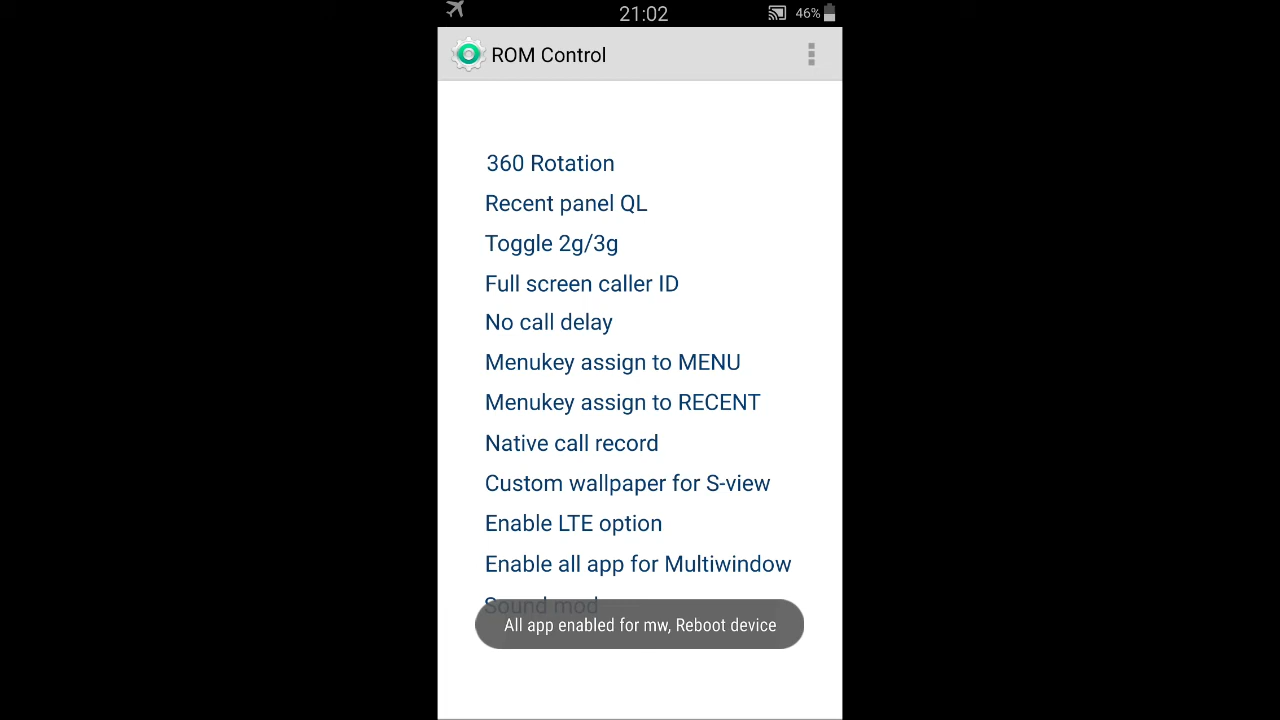 21:02
46%
ROM Control
360 Rotation
Recent panel QL
Toggle 2g/3g
Full screen caller ID
No call delay
Menukey assign to MENU
Menukey assign to RECENT
Native call record
Custom wallpaper for S-view
Enable LTE option
Enable all app for Multiwindow
Sound mod
All app enabled for mw, Reboot device